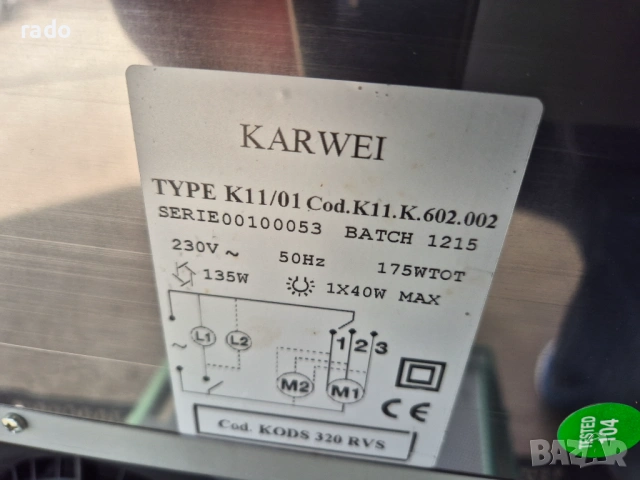 rado
KARWEI
TYPE K11/01 Cod.K11.K.602.002
SERIE00100053 BATCH 1215
230V ~ 50Hz 175WTOT
135W 1X40W MAX
L1 L2 1 2 3
~
M2 M1
CE
Cod. KODS 320 RVS
TESTED
104
BAZAR